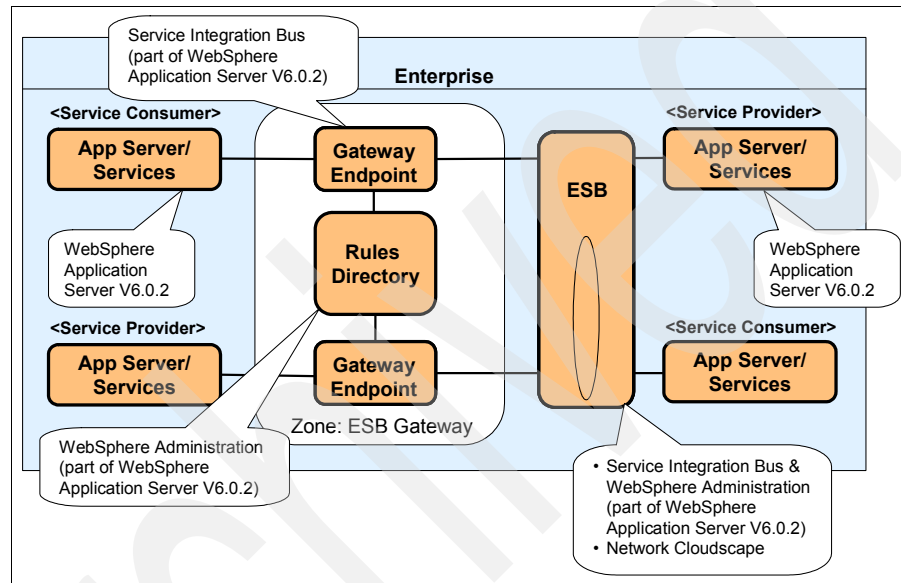 Service Integration Bus
(part of WebSphere
Application Server V6.0.2)
Enterprise
<Service Consumer>
App Server/
Services
Gateway
Endpoint
ESB
<Service Provider>
App Server/
Services
WebSphere
Application
Server V6.0.2
Rules
Directory
WebSphere
Application
Server V6.0.2
<Service Provider>
App Server/
Services
Gateway
Endpoint
<Service Consumer>
App Server/
Services
Zone: ESB Gateway
WebSphere Administration
(part of WebSphere
Application Server V6.0.2)
• Service Integration Bus &
WebSphere Administration
(part of WebSphere
Application Server V6.0.2)
• Network Cloudscape